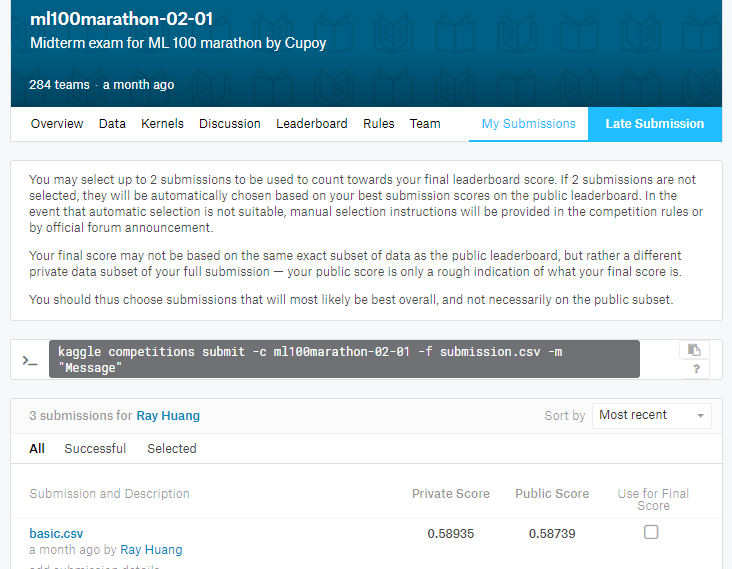 ml100marathon-02-01
Midterm exam for ML 100 marathon by Cupoy
284 teams · a month ago
Overview Data Kernels Discussion Leaderboard Rules Team My Submissions Late Submission
You may select up to 2 submissions to be used to count towards your final leaderboard score. If 2 submissions are not
selected, they will be automatically chosen based on your best submission scores on the public leaderboard. In the
event that automatic selection is not suitable, manual selection instructions will be provided in the competition rules or
by official forum announcement.
Your final score may not be based on the same exact subset of data as the public leaderboard, but rather a different
private data subset of your full submission — your public score is only a rough indication of what your final score is.
You should thus choose submissions that will most likely be best overall, and not necessarily on the public subset.
>_ kaggle competitions submit -c ml100marathon-02-01 -f submission.csv -m
"Message"
?
3 submissions for Ray Huang Sort by Most recent
All Successful Selected
Submission and Description Private Score Public Score Use for Final
Score
basic.csv 0.58935 0.58739
a month ago by Ray Huang
add submission details